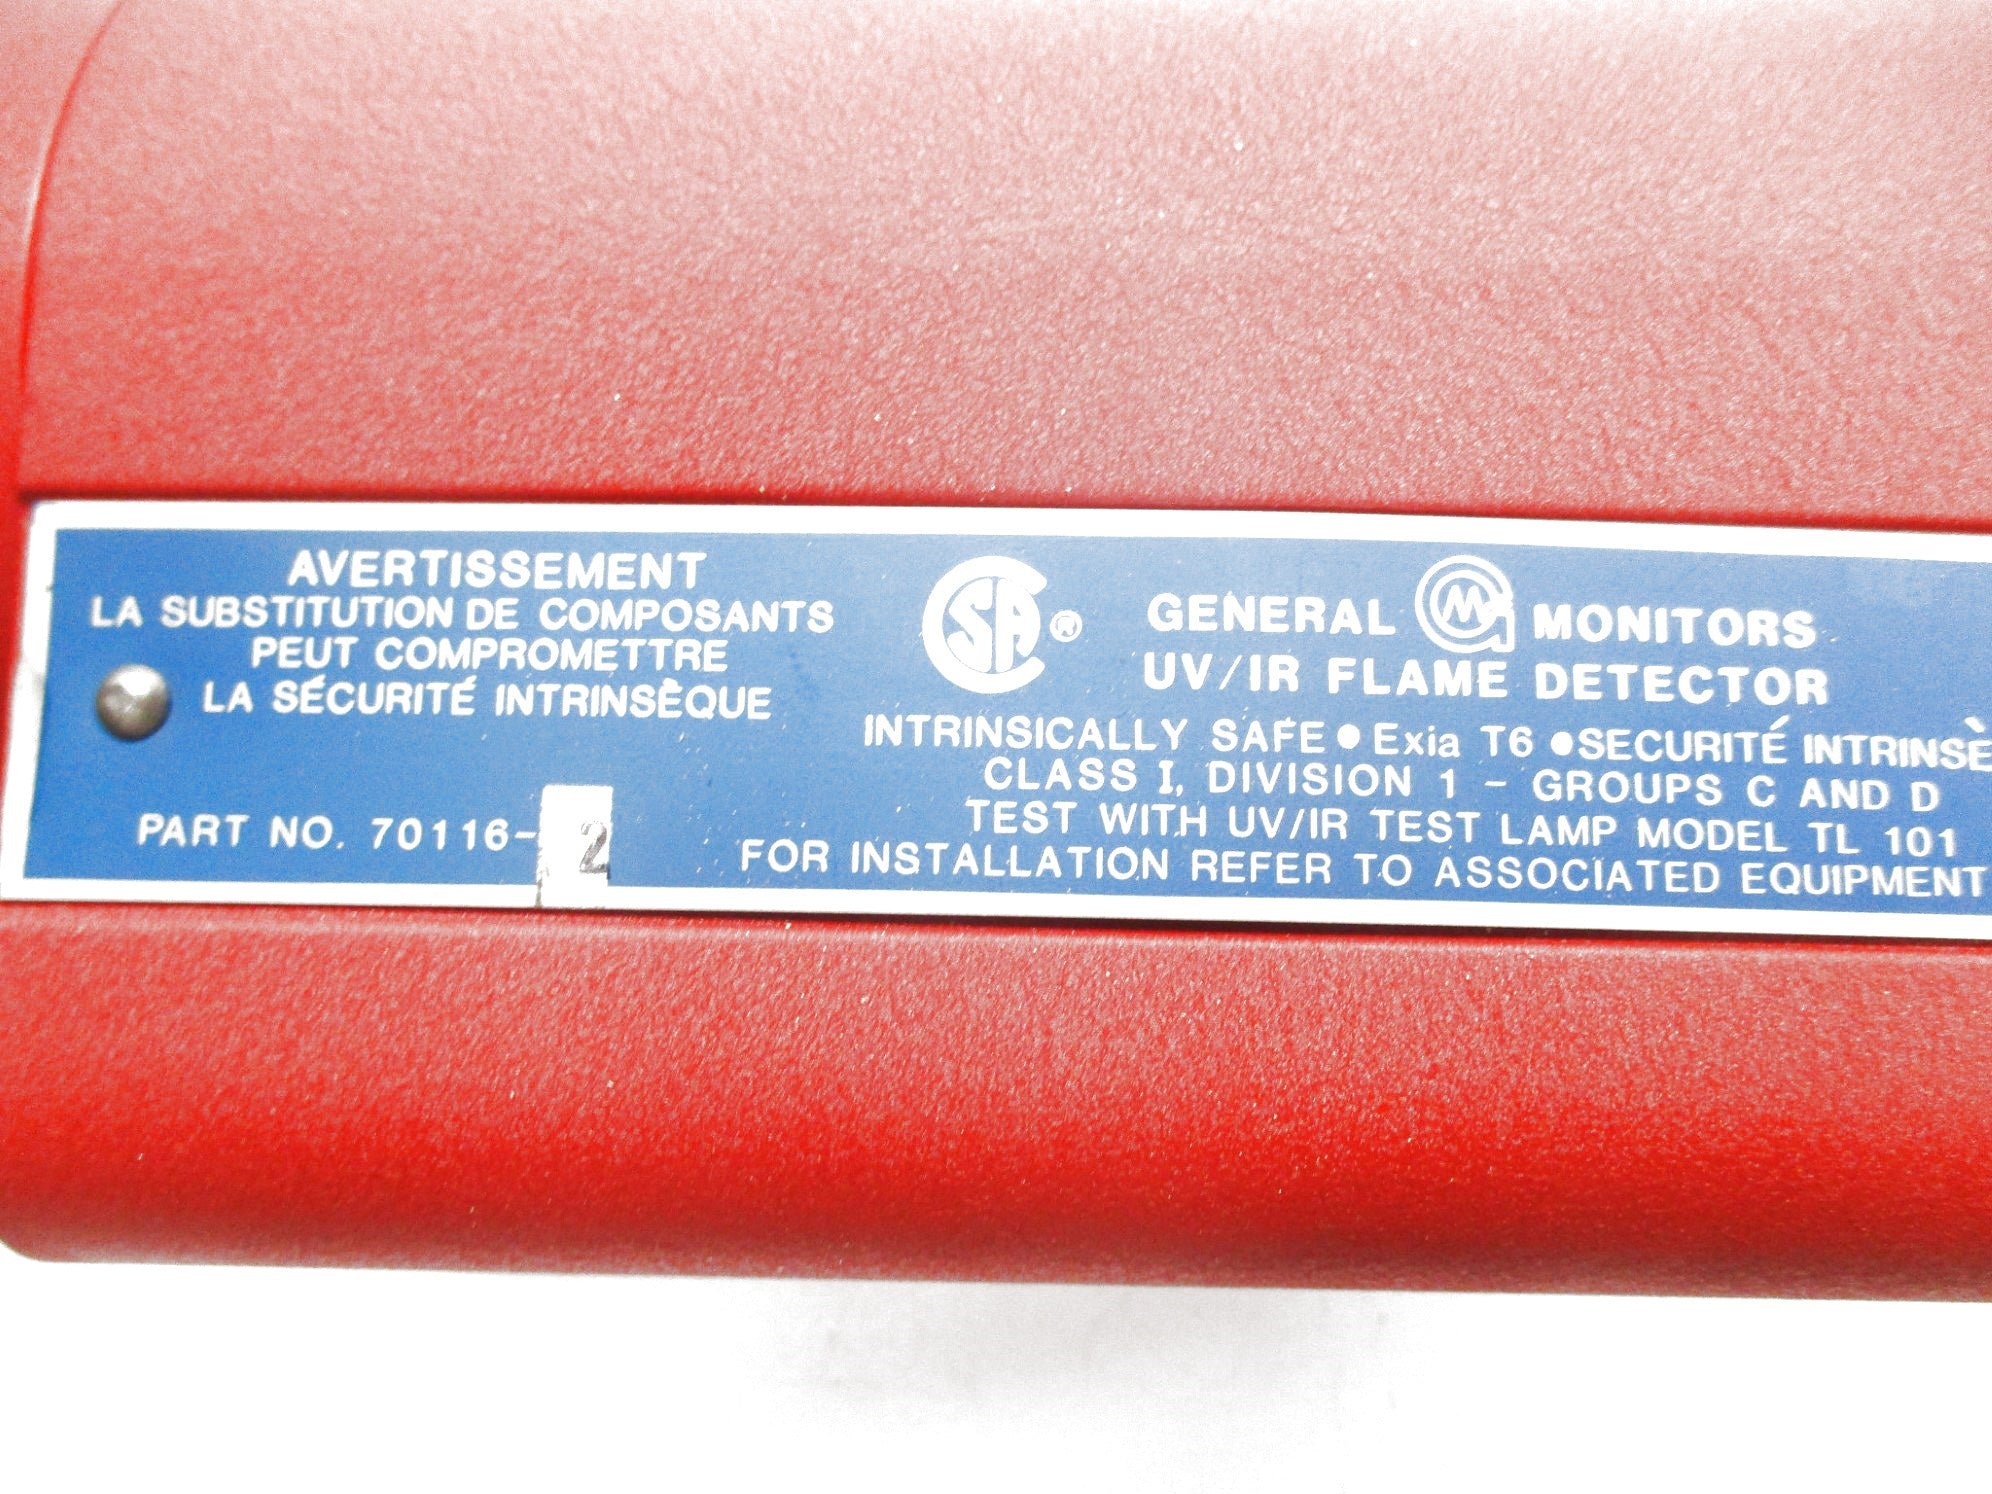 AVERTISSEMENT
LA SUBSTITUTION DE COMPOSANTS
PEUT COMPROMETTRE
LA SÉCURITÉ INTRINSÈQUE
PART NO. 70116-2
CSA ®
GENERAL GM MONITORS
UV/IR FLAME DETECTOR
INTRINSICALLY SAFE ● Exia T6 ● SECURITÉ INTRINSÈ
CLASS I, DIVISION 1 - GROUPS C AND D
TEST WITH UV/IR TEST LAMP MODEL TL 101
FOR INSTALLATION REFER TO ASSOCIATED EQUIPMENT